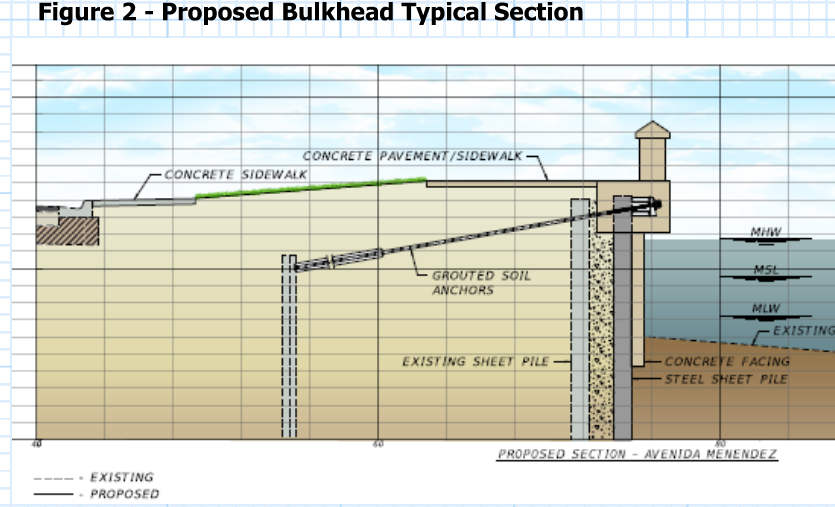 Figure 2 - Proposed Bulkhead Typical Section
CONCRETE PAVEMENT/SIDEWALK
CONCRETE SIDEWALK
MHW
MSL
GROUTED SOIL
ANCHORS
MLW
EXISTING
EXISTING SHEET PILE
CONCRETE FACING
STEEL SHEET PILE
40
60
80
PROPOSED SECTION - AVENIDA MENENDEZ
- EXISTING
- PROPOSED